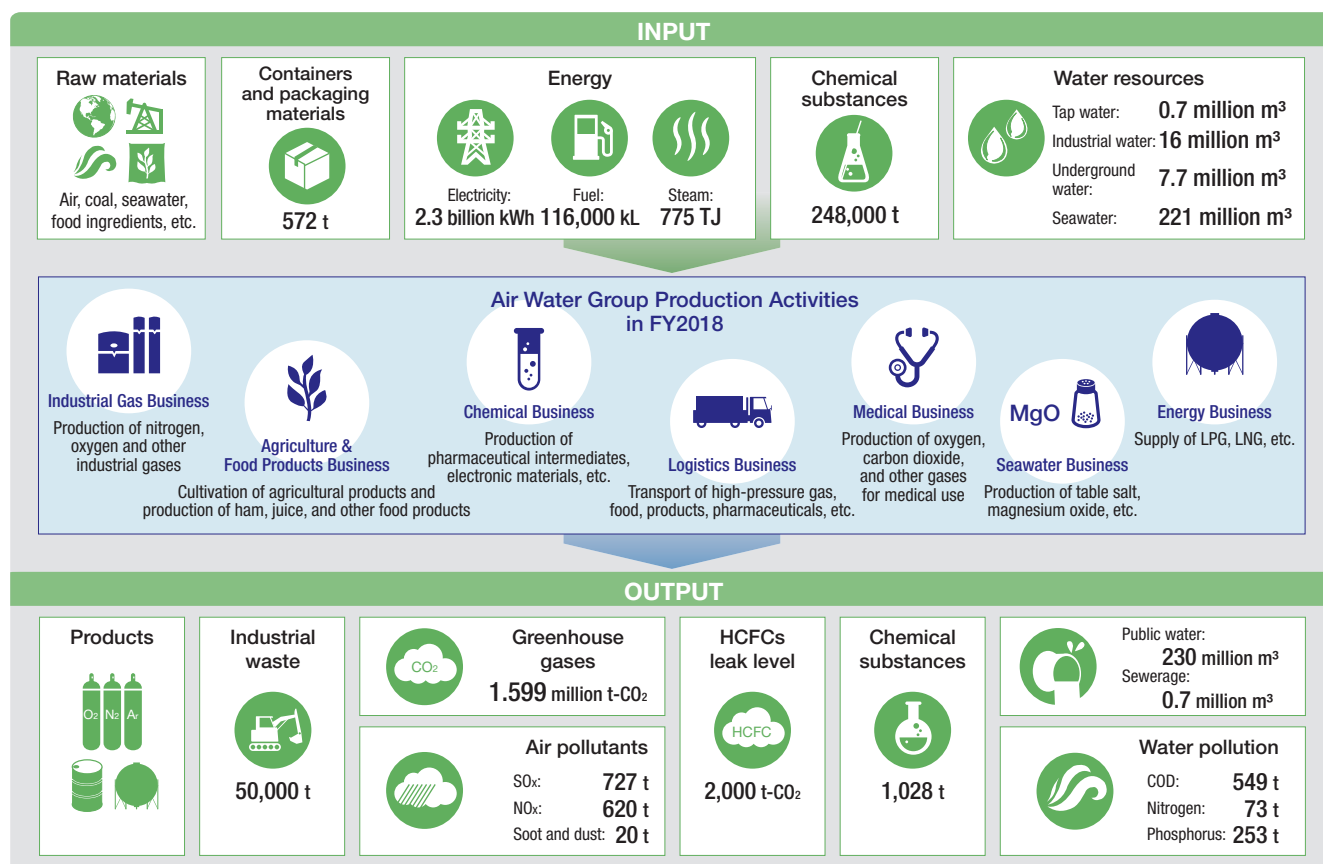 INPUT
Raw materials
Air, coal, seawater,
food ingredients, etc.
Containers
and packaging
materials
572 t
Energy
Electricity:
2.3 billion kWh
Fuel:
116,000 kL
Steam:
775 TJ
Chemical
substances
248,000 t
Water resources
Tap water: 0.7 million m³
Industrial water: 16 million m³
Underground
water: 7.7 million m³
Seawater: 221 million m³
Air Water Group Production Activities
in FY2018
Industrial Gas Business
Production of nitrogen,
oxygen and other
industrial gases
Agriculture &
Food Products Business
Cultivation of agricultural products and
production of ham, juice, and other food products
Chemical Business
Production of
pharmaceutical intermediates,
electronic materials, etc.
Logistics Business
Transport of high-pressure gas,
food, products, pharmaceuticals, etc.
Medical Business
Production of oxygen,
carbon dioxide,
and other gases
for medical use
MgO
Seawater Business
Production of table salt,
magnesium oxide, etc.
Energy Business
Supply of LPG, LNG, etc.
OUTPUT
Products
O₂ N₂ Ar
Industrial
waste
50,000 t
CO₂
Greenhouse
gases
1.599 million t-CO₂
Air pollutants
SOx: 727 t
NOx: 620 t
Soot and dust: 20 t
HCFCs
leak level
HCFC
2,000 t-CO₂
Chemical
substances
1,028 t
Public water:
230 million m³
Sewerage:
0.7 million m³
Water pollution
COD: 549 t
Nitrogen: 73 t
Phosphorus: 253 t